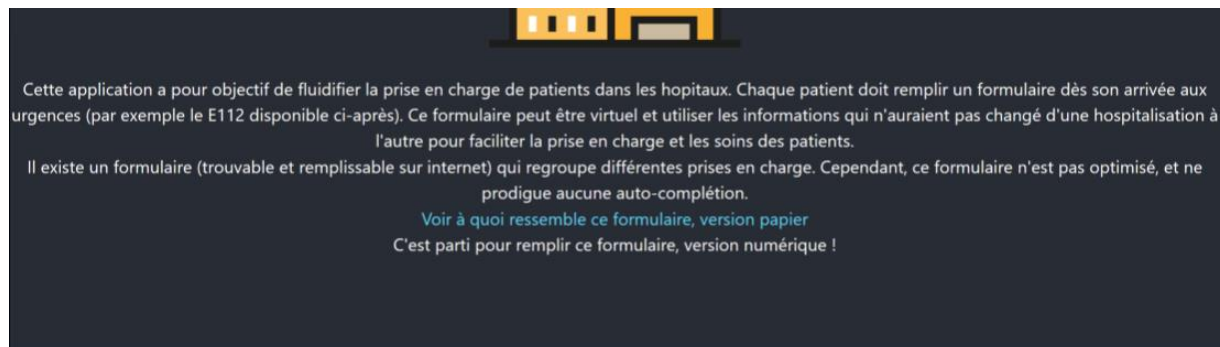 Cette application a pour objectif de fluidifier la prise en charge de patients dans les hopitaux. Chaque patient doit remplir un formulaire dès son arrivée aux
urgences (par exemple le E112 disponible ci-après). Ce formulaire peut être virtuel et utiliser les informations qui n'auraient pas changé d'une hospitalisation à
l'autre pour faciliter la prise en charge et les soins des patients.
Il existe un formulaire (trouvable et remplissable sur internet) qui regroupe différentes prises en charge. Cependant, ce formulaire n'est pas optimisé, et ne
prodigue aucune auto-complétion.
Voir à quoi ressemble ce formulaire, version papier
C'est parti pour remplir ce formulaire, version numérique !